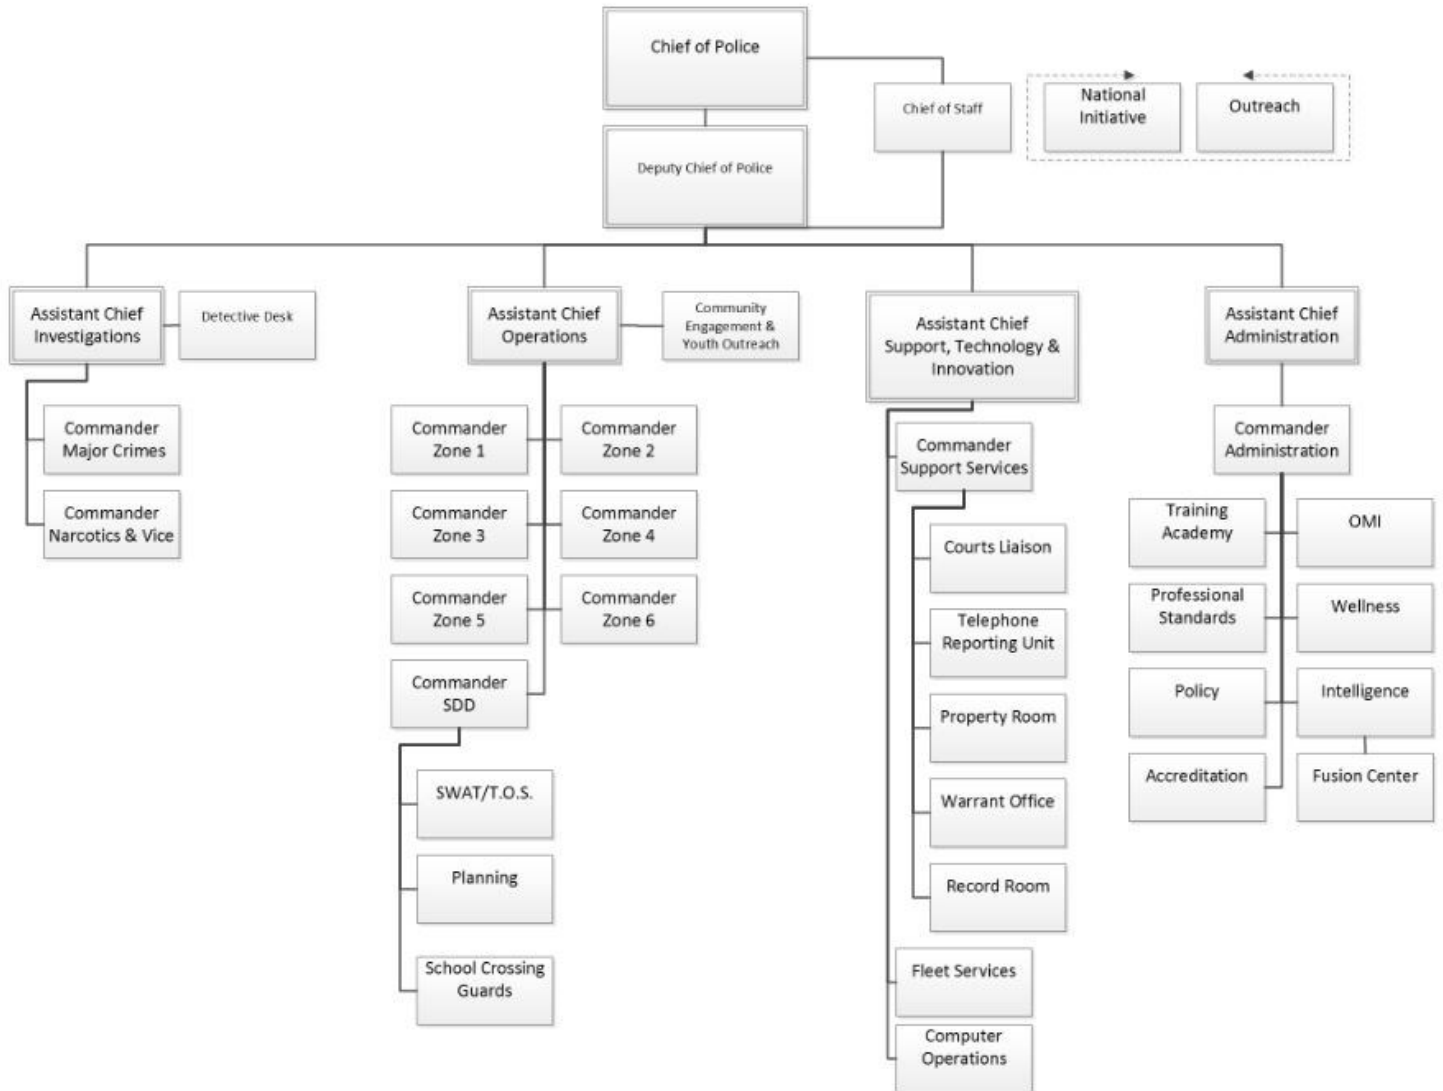 Chief of Police
Chief of Staff
National
Initiative
Outreach
Deputy Chief of Police
Assistant Chief
Investigations
Detective Desk
Commander
Major Crimes
Commander
Narcotics & Vice
Assistant Chief
Operations
Community
Engagement &
Youth Outreach
Commander
Zone 1
Commander
Zone 2
Commander
Zone 3
Commander
Zone 4
Commander
Zone 5
Commander
Zone 6
Commander
SDD
SWAT/T.O.S.
Planning
School Crossing
Guards
Assistant Chief
Support, Technology &
Innovation
Commander
Support Services
Courts Liaison
Telephone
Reporting Unit
Property Room
Warrant Office
Record Room
Fleet Services
Computer
Operations
Assistant Chief
Administration
Commander
Administration
Training
Academy
OMI
Professional
Standards
Wellness
Policy
Intelligence
Accreditation
Fusion Center